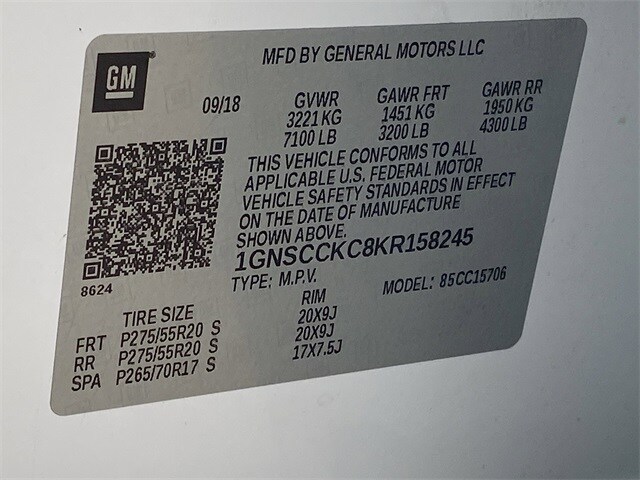 GM
MFD BY GENERAL MOTORS LLC
09/18 GVWR GAWR FRT GAWR RR
3221 KG 1451 KG 1950 KG
7100 LB 3200 LB 4300 LB
THIS VEHICLE CONFORMS TO ALL
APPLICABLE U.S. FEDERAL MOTOR
VEHICLE SAFETY STANDARDS IN EFFECT
ON THE DATE OF MANUFACTURE
SHOWN ABOVE.
1GNSCCKC8KR158245
8624
TYPE: M.P.V. MODEL: 85CC15706
TIRE SIZE RIM
FRT P275/55R20 S 20X9J
RR P275/55R20 S 20X9J
SPA P265/70R17 S 17X7.5J